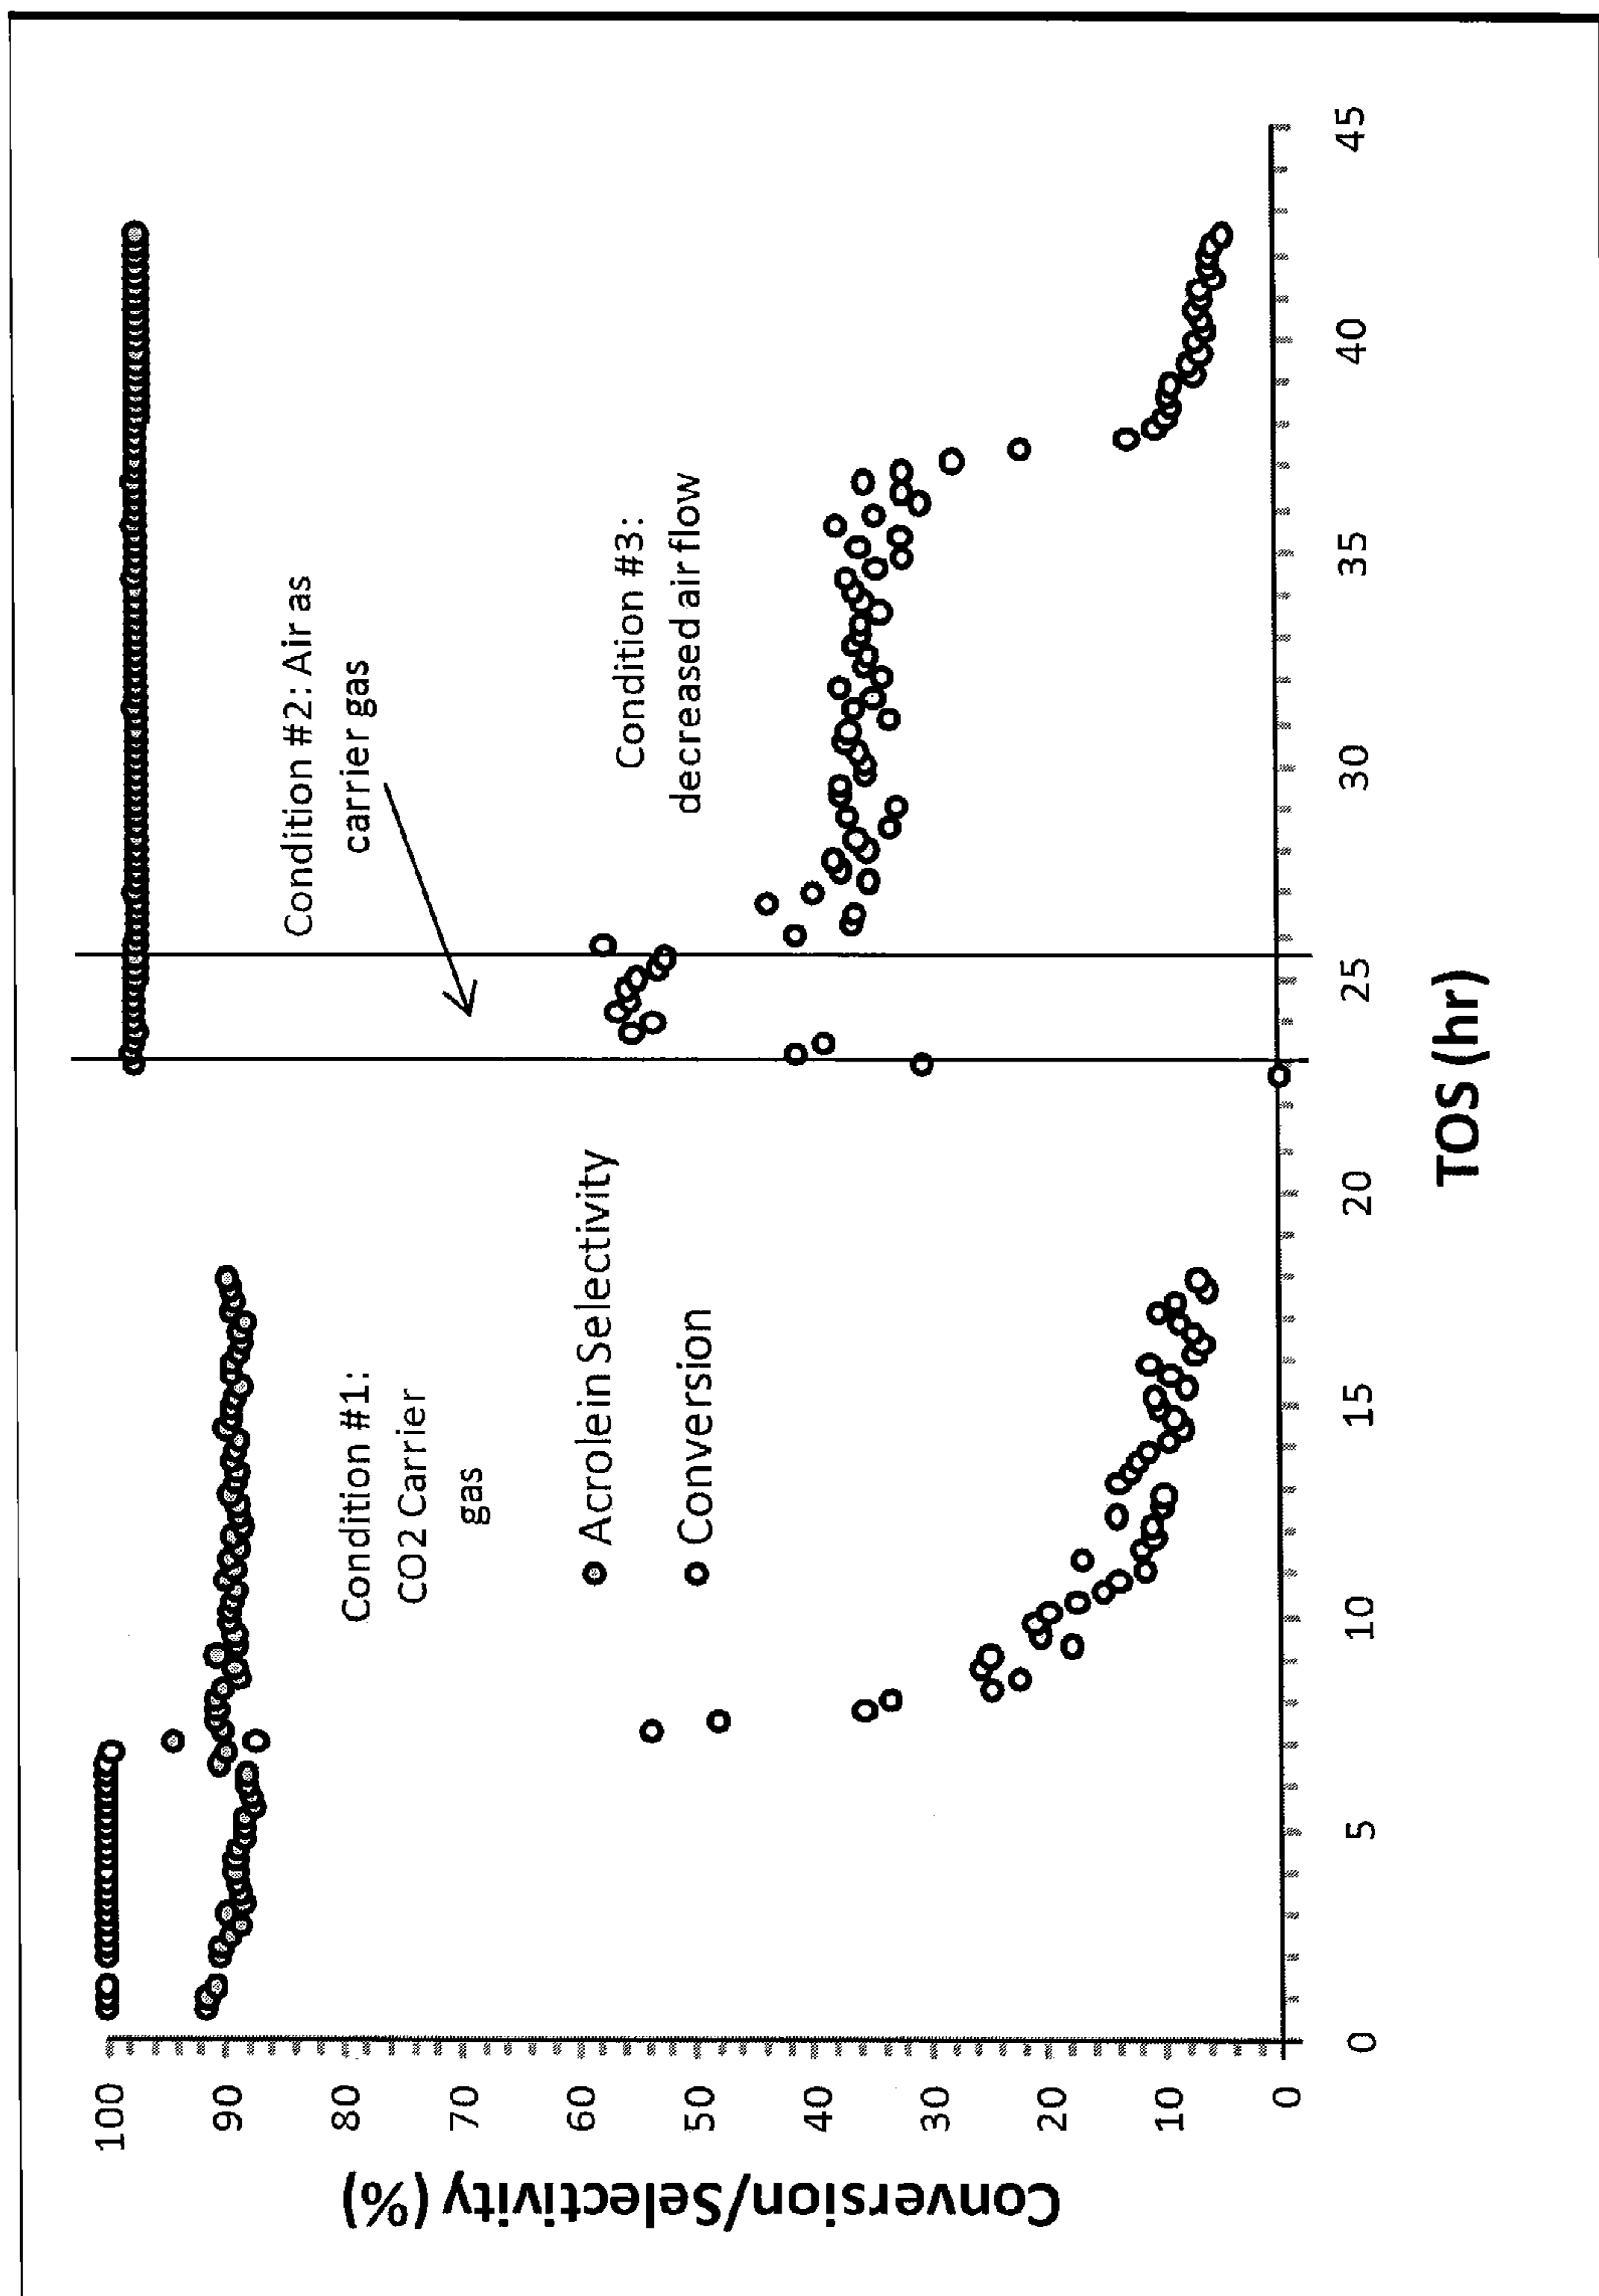 Conversion/Selectivity (%)
100
90
80
70
60
50
40
30
20
10
0
Condition #1:
CO2 Carrier
gas
Acrolein Selectivity
Conversion
Condition #2: Air as
carrier gas
Condition #3:
decreased air flow
0
5
10
15
20
25
30
35
40
45
TOS (hr)